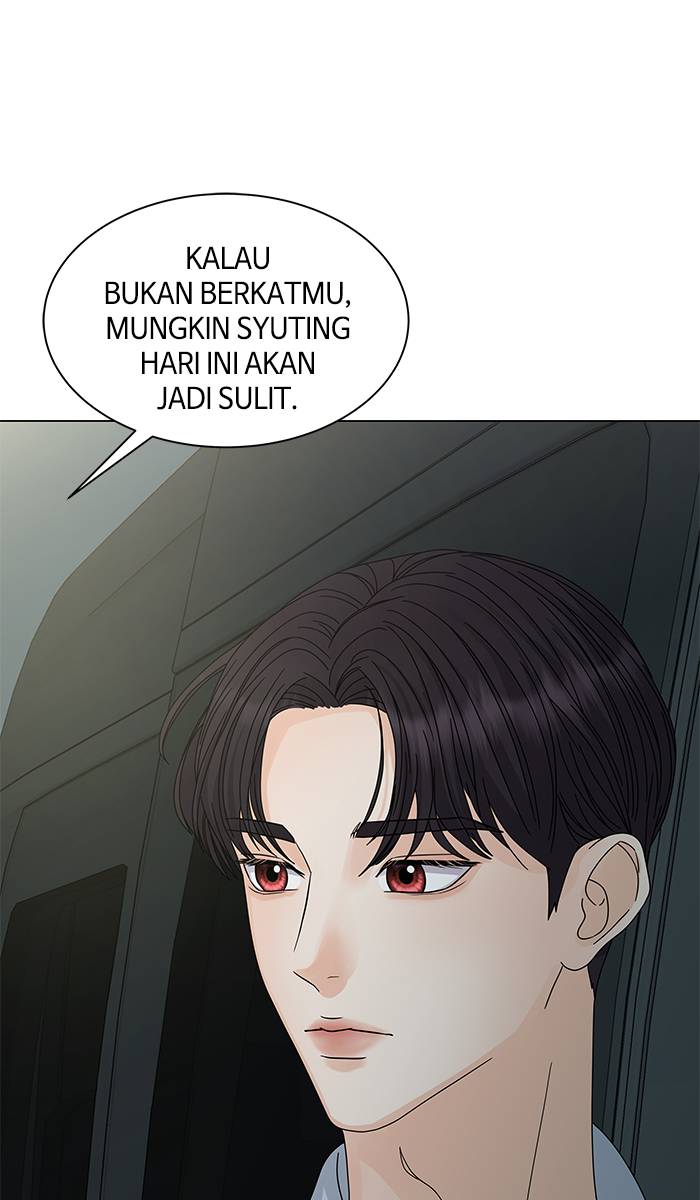 KALAU
BUKAN BERKATMU,
MUNGKIN SYUTING
HARI INI AKAN
JADI SULIT.